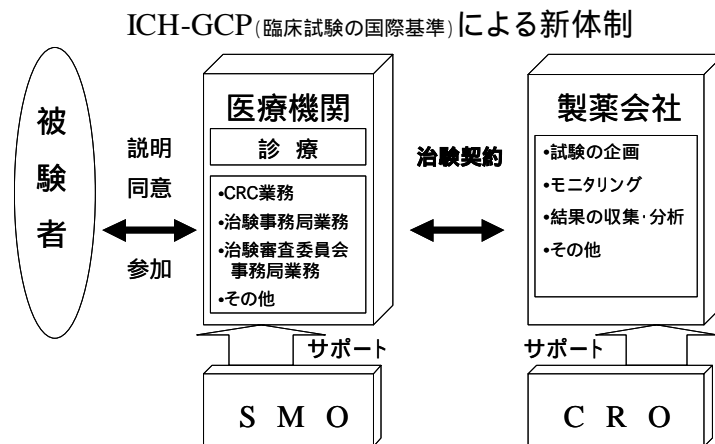 ICH-GCP(臨床試験の国際基準)による新体制
被験者
説明
同意
参加
医療機関
診 療
•CRC業務
•治験事務局業務
•治験審査委員会
事務局業務
•その他
治験契約
製薬会社
•試験の企画
•モニタリング
•結果の収集・分析
•その他
サポート
サポート
S M O
C R O